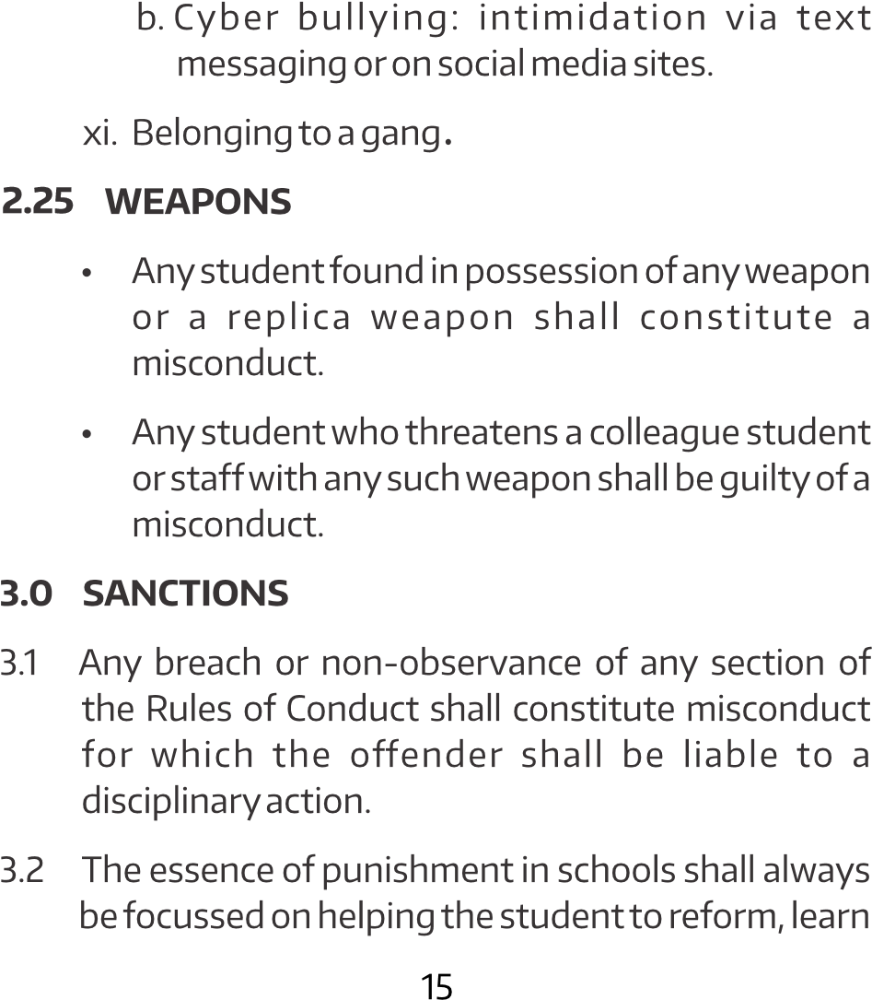 b. Cyber bullying: intimidation via text
messaging or on social media sites.
xi. Belonging to a gang.
2.25 WEAPONS
• Any student found in possession of any weapon
or a replica weapon shall constitute a
misconduct.
• Any student who threatens a colleague student
or staff with any such weapon shall be guilty of a
misconduct.
3.0 SANCTIONS
3.1 Any breach or non-observance of any section of
the Rules of Conduct shall constitute misconduct
for which the offender shall be liable to a
disciplinary action.
3.2 The essence of punishment in schools shall always
be focussed on helping the student to reform, learn
15